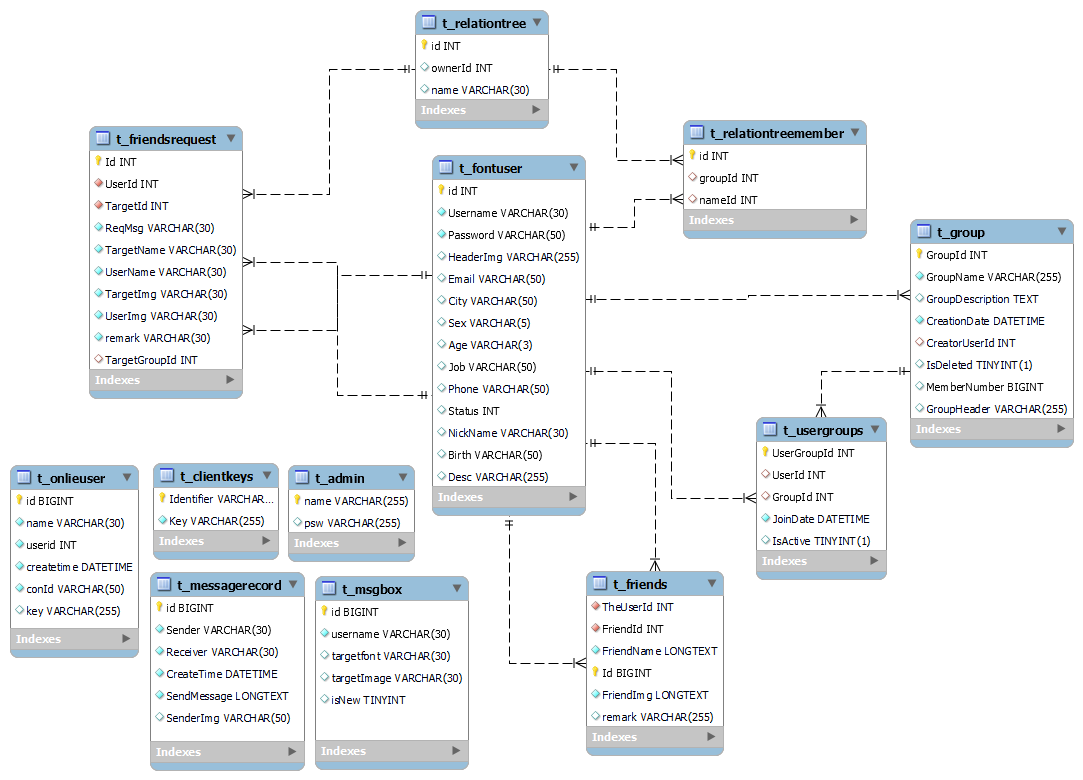 t_relationtree
id INT
ownerId INT
name VARCHAR(30)
Indexes
t_friendsrequest
Id INT
UserId INT
TargetId INT
ReqMsg VARCHAR(30)
TargetName VARCHAR(30)
UserName VARCHAR(30)
TargetImg VARCHAR(30)
UserImg VARCHAR(30)
remark VARCHAR(30)
TargetGroupId INT
Indexes
t_fontuser
id INT
Username VARCHAR(30)
Password VARCHAR(50)
HeaderImg VARCHAR(255)
Email VARCHAR(50)
City VARCHAR(50)
Sex VARCHAR(5)
Age VARCHAR(3)
Job VARCHAR(50)
Phone VARCHAR(50)
Status INT
NickName VARCHAR(30)
Birth VARCHAR(50)
Desc VARCHAR(255)
Indexes
t_relationtreemember
id INT
groupId INT
nameId INT
Indexes
t_group
GroupId INT
GroupName VARCHAR(255)
GroupDescription TEXT
CreationDate DATETIME
CreatorUserId INT
IsDeleted TINYINT(1)
MemberNumber BIGINT
GroupHeader VARCHAR(255)
Indexes
t_usergroups
UserGroupId INT
UserId INT
GroupId INT
JoinDate DATETIME
IsActive TINYINT(1)
Indexes
t_onlieuser
id BIGINT
name VARCHAR(30)
userid INT
createtime DATETIME
conId VARCHAR(50)
key VARCHAR(255)
Indexes
t_clientkeys
Identifier VARCHAR...
Key VARCHAR(255)
Indexes
t_admin
name VARCHAR(255)
psw VARCHAR(255)
Indexes
t_messagerecord
id BIGINT
Sender VARCHAR(30)
Receiver VARCHAR(30)
CreateTime DATETIME
SendMessage LONGTEXT
SenderImg VARCHAR(50)
Indexes
t_msgbox
id BIGINT
username VARCHAR(30)
targetfont VARCHAR(30)
targetImage VARCHAR(30)
isNew TINYINT
Indexes
t_friends
TheUserId INT
FriendId INT
FriendName LONGTEXT
Id BIGINT
FriendImg LONGTEXT
remark VARCHAR(255)
Indexes